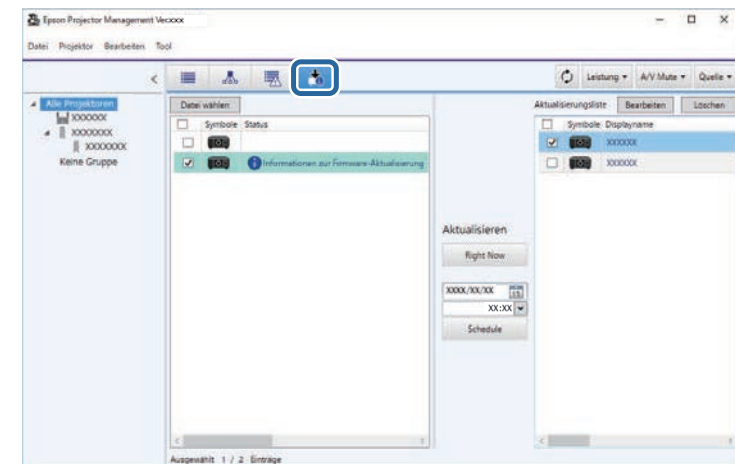 Epson Projector Management Ver.xxxx
Datei Projektor Bearbeiten Tool
< Leistung A/V Mute Quelle
Alle Projektoren
XXXXXX
XXXXXXX
XXXXXXX
Keine Gruppe
Datei wählen
Symbole Status
Informationen zur Firmware-Aktualisierung
Aktualisieren
Right Now
XXXX/XX/XX 15
XX:XX
Schedule
Aktualisierungsliste Bearbeiten Löschen
Symbole Displayname
XXXXXX
XXXXXX
Ausgewählt 1 / 2 Einträge